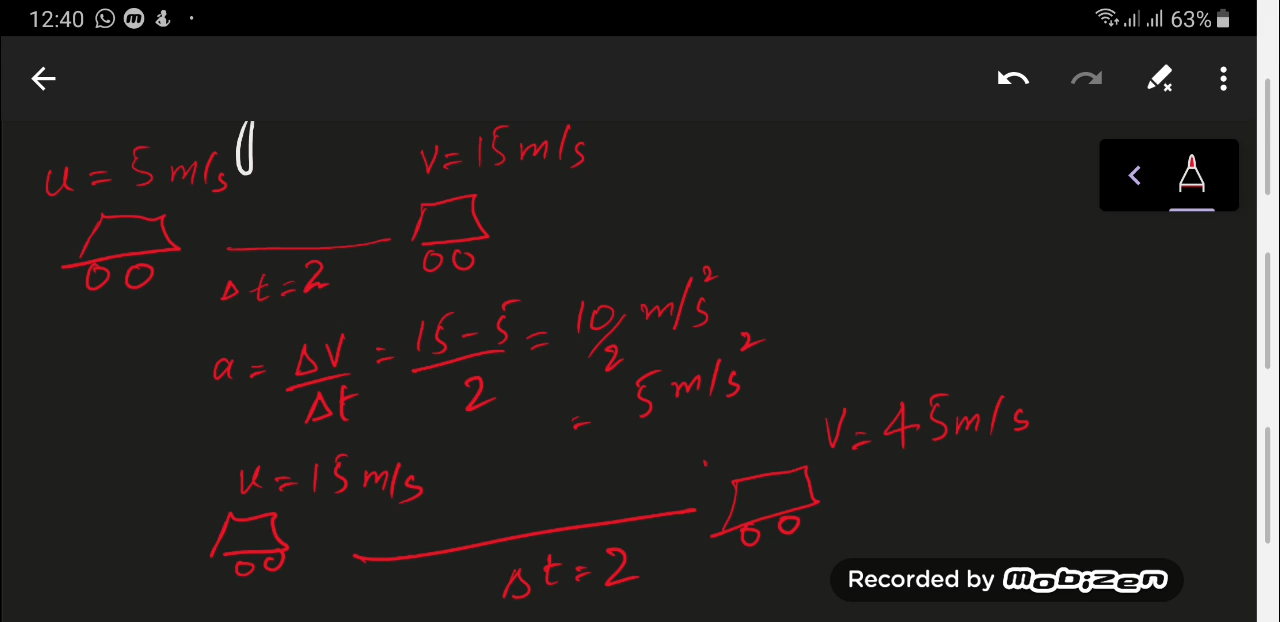 12:40
63%
u = 5 m/s
v = 15 m/s
Δt = 2
a = ΔV/Δt = 15 - 5/2 = 10/2 m/s²
= 5 m/s²
V = 45 m/s
u = 15 m/s
Δt = 2
Recorded by Mobizen